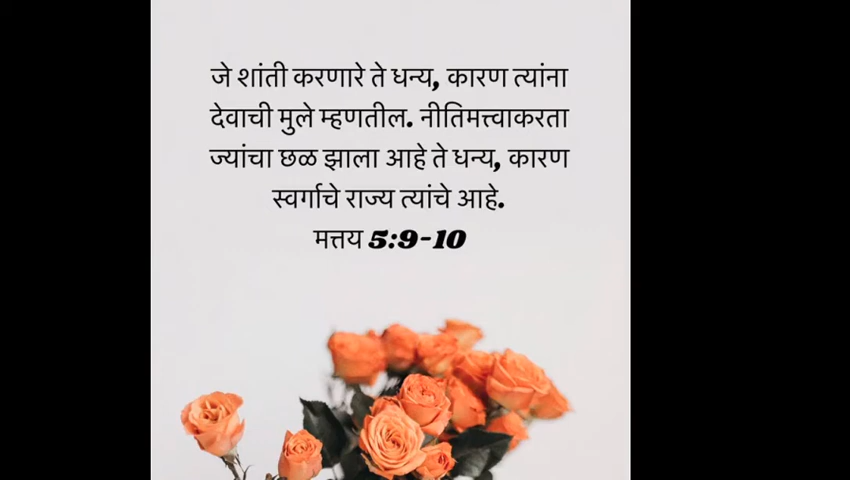 जे शांती करणारे ते धन्य, कारण त्यांना
देवाची मुले म्हणतील. नीतिमत्त्वाकरता
ज्यांचा छळ झाला आहे ते धन्य, कारण
स्वर्गाचे राज्य त्यांचे आहे.
मत्तय 5:9-10